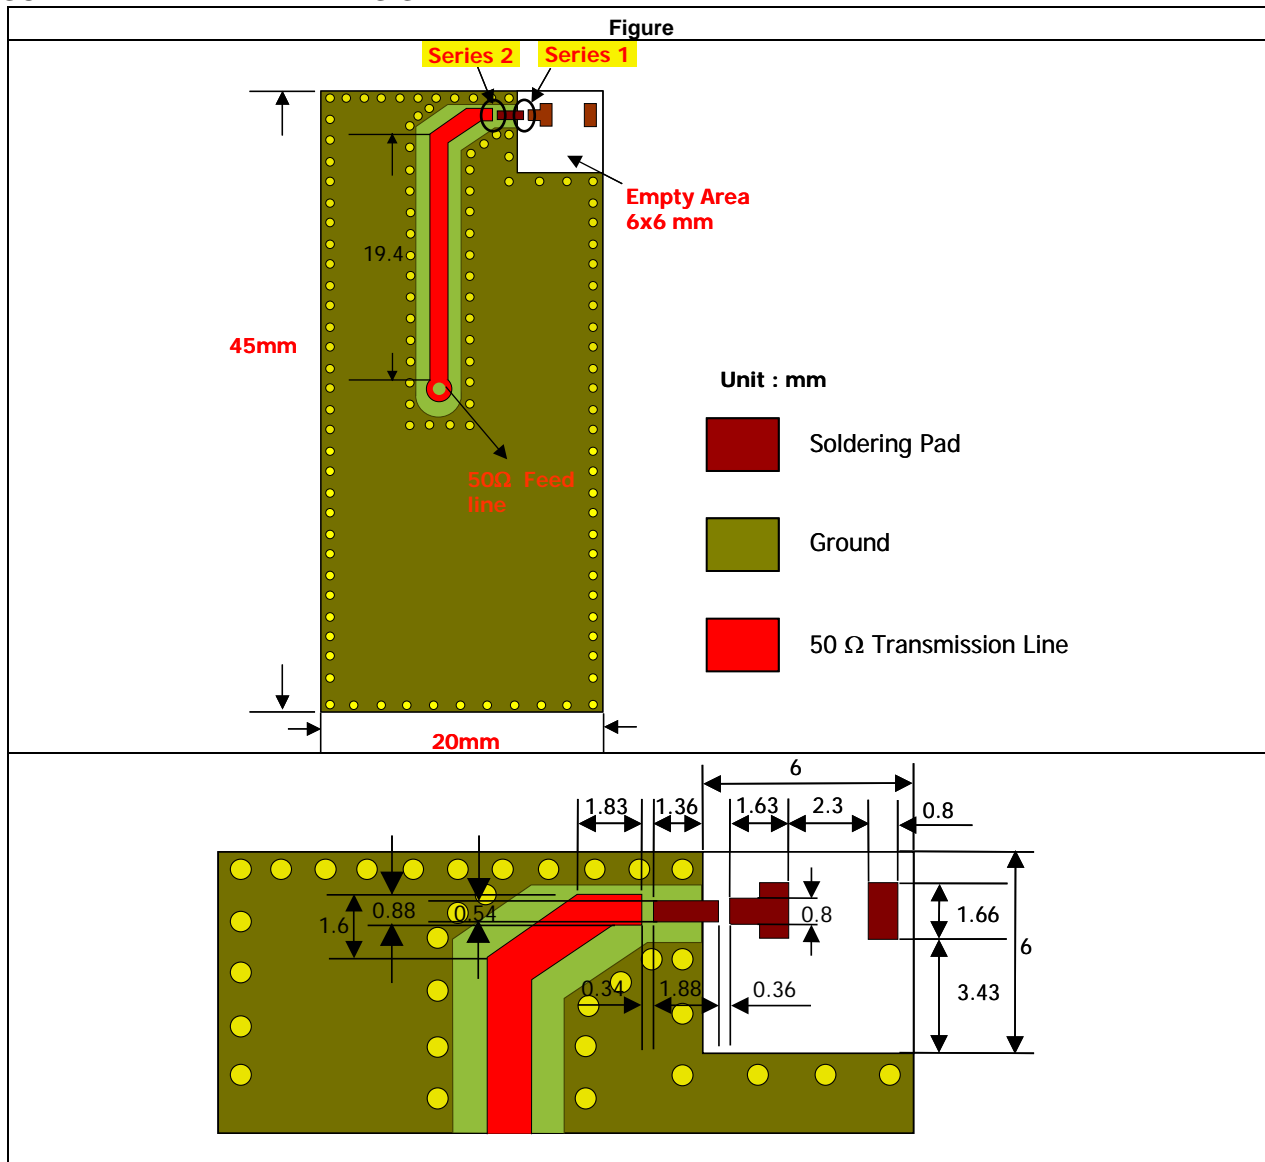 Figure
Series 2 Series 1
Empty Area
6x6 mm
19.4
45mm
Unit : mm
Soldering Pad
50Ω Feed
line
Ground
50 Ω Transmission Line
20mm
6
1.83 1.36 1.63 2.3 0.8
1.6 0.88 0.54 0.8 1.66
6
0.34 1.88 0.36 3.43